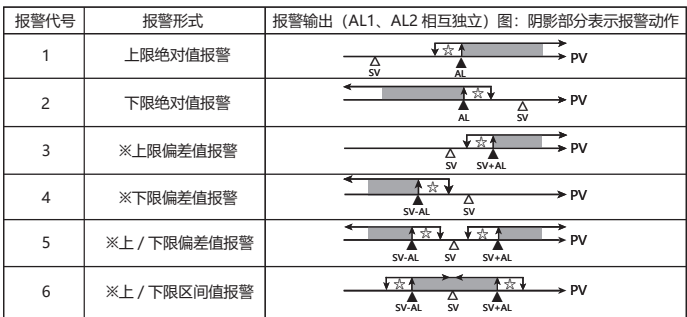 报警代号 报警形式 报警输出（AL1、AL2 相互独立）图：阴影部分表示报警动作
1 上限绝对值报警 ☆ PV
SV AL
2 下限绝对值报警 ☆ PV
AL SV
3 ※上限偏差值报警 ☆ PV
SV SV+AL
4 ※下限偏差值报警 ☆ PV
SV-AL SV
5 ※上 / 下限偏差值报警 ☆ ☆ PV
SV-AL SV SV+AL
6 ※上 / 下限区间值报警 ☆ ☆ PV
SV-AL SV SV+AL